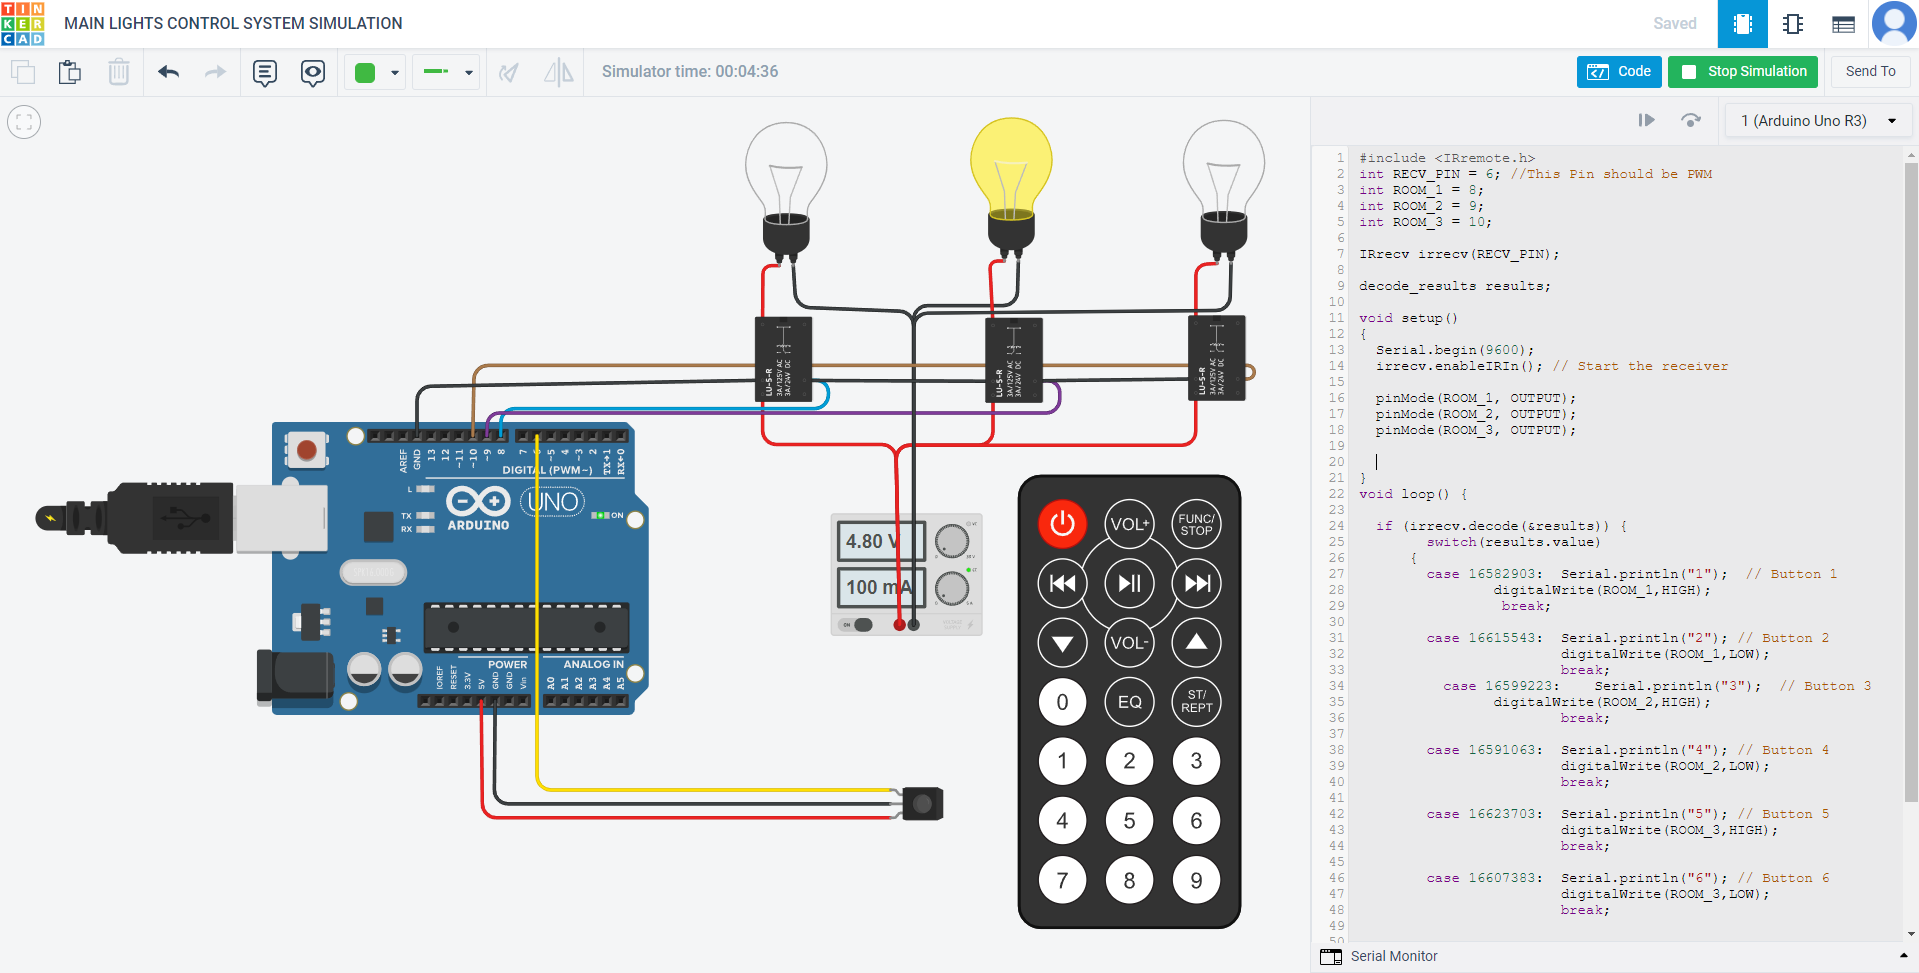 TINKERCAD
MAIN LIGHTS CONTROL SYSTEM SIMULATION
Saved
Simulator time: 00:04:36
Code
Stop Simulation
Send To
1 (Arduino Uno R3)
LU-5-R
3A/125V AC
3A/24V DC
LU-5-R
3A/125V AC
3A/24V DC
LU-5-R
3A/125V AC
3A/24V DC
AREF
GND
13
12
~11
~10
~9
8
7
~5
4
~3
2
TX→1
RX←0
DIGITAL (PWM~)
L
TX
RX
ARDUINO
UNO
ON
POWER
ANALOG IN
IOREF
RESET
3.3V
5V
GND
GND
Vin
A0
A1
A2
A3
A4
A5
4.80 V
100 mA
ON
VOL+
FUNC/
STOP
VOL-
0
EQ
ST/
REPT
1 2 3
4 5 6
7 8 9
1 #include <IRremote.h>
2 int RECV_PIN = 6; //This Pin should be PWM
3 int ROOM_1 = 8;
4 int ROOM_2 = 9;
5 int ROOM_3 = 10;
6
7 IRrecv irrecv(RECV_PIN);
8
9 decode_results results;
10
11 void setup()
12 {
13 Serial.begin(9600);
14 irrecv.enableIRIn(); // Start the receiver
15
16 pinMode(ROOM_1, OUTPUT);
17 pinMode(ROOM_2, OUTPUT);
18 pinMode(ROOM_3, OUTPUT);
19
20
21 }
22 void loop() {
23
24 if (irrecv.decode(&results)) {
25 switch(results.value)
26 {
27 case 16582903: Serial.println("1"); // Button 1
28 digitalWrite(ROOM_1,HIGH);
29 break;
30
31 case 16615543: Serial.println("2"); // Button 2
32 digitalWrite(ROOM_1,LOW);
33 break;
34 case 16599223: Serial.println("3"); // Button 3
35 digitalWrite(ROOM_2,HIGH);
36 break;
37
38 case 16591063: Serial.println("4"); // Button 4
39 digitalWrite(ROOM_2,LOW);
40 break;
41
42 case 16623703: Serial.println("5"); // Button 5
43 digitalWrite(ROOM_3,HIGH);
44 break;
45
46 case 16607383: Serial.println("6"); // Button 6
47 digitalWrite(ROOM_3,LOW);
48 break;
49
50
Serial Monitor